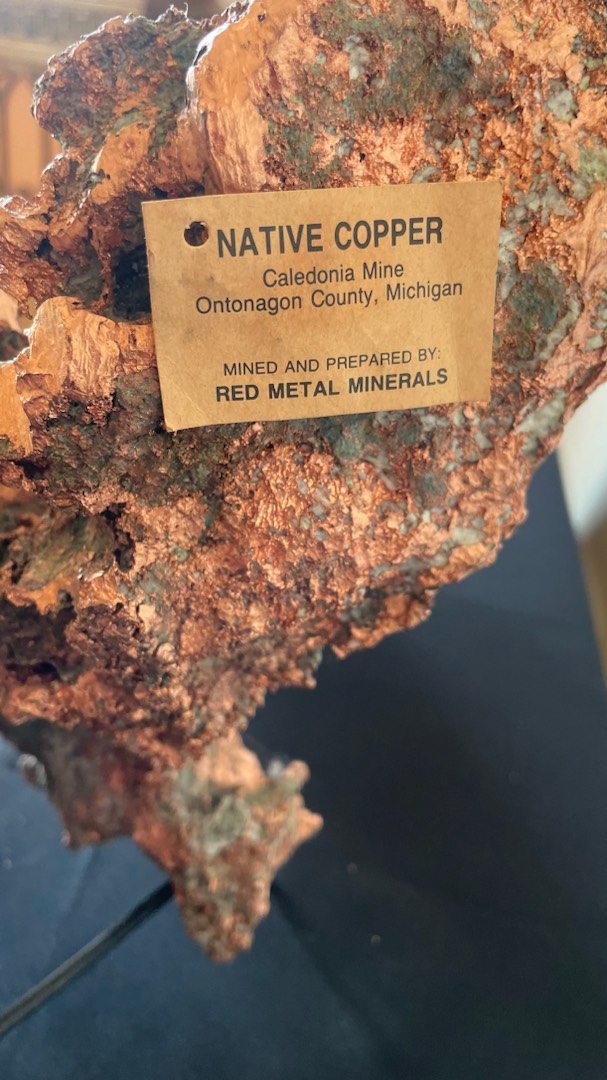 NATIVE COPPER
Caledonia Mine
Ontonagon County, Michigan
MINED AND PREPARED BY:
RED METAL MINERALS